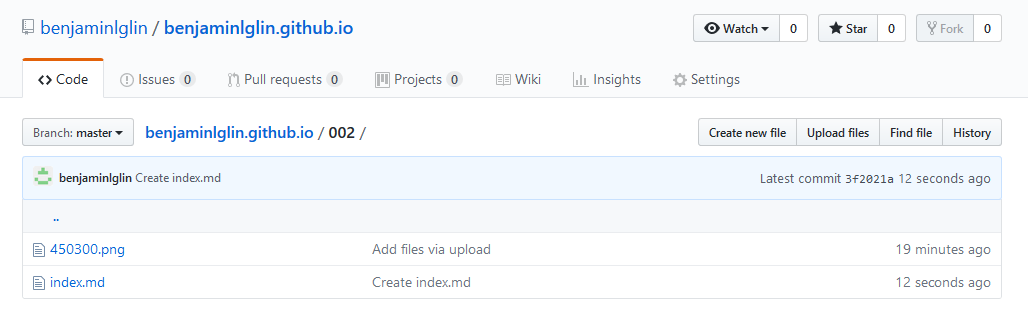 benjaminlglin / benjaminlglin.github.io
Watch 0 Star 0 Fork 0
Code Issues 0 Pull requests 0 Projects 0 Wiki Insights Settings
Branch: master benjaminlglin.github.io / 002 / Create new file Upload files Find file History
benjaminlglin Create index.md Latest commit 3f2021a 12 seconds ago
..
450300.png Add files via upload 19 minutes ago
index.md Create index.md 12 seconds ago